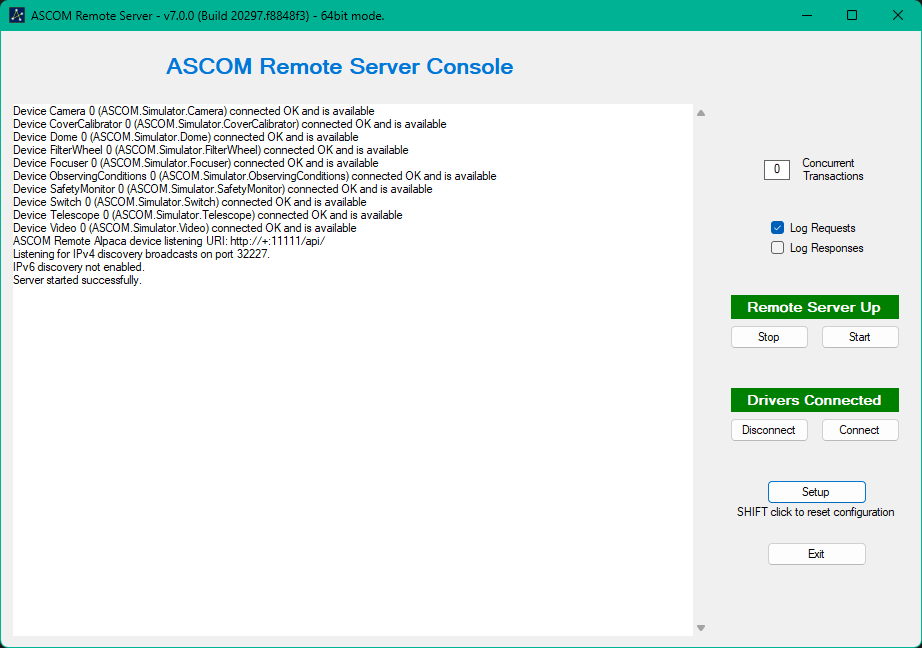 ASCOM Remote Server - v7.0.0 (Build 20297.f8848f3) - 64bit mode.
ASCOM Remote Server Console
Device Camera 0 (ASCOM.Simulator.Camera) connected OK and is available
Device CoverCalibrator 0 (ASCOM.Simulator.CoverCalibrator) connected OK and is available
Device Dome 0 (ASCOM.Simulator.Dome) connected OK and is available
Device FilterWheel 0 (ASCOM.Simulator.FilterWheel) connected OK and is available
Device Focuser 0 (ASCOM.Simulator.Focuser) connected OK and is available
Device ObservingConditions 0 (ASCOM.Simulator.ObservingConditions) connected OK and is available
Device SafetyMonitor 0 (ASCOM.Simulator.SafetyMonitor) connected OK and is available
Device Switch 0 (ASCOM.Simulator.Switch) connected OK and is available
Device Telescope 0 (ASCOM.Simulator.Telescope) connected OK and is available
Device Video 0 (ASCOM.Simulator.Video) connected OK and is available
ASCOM Remote Alpaca device listening URI: http://+:11111/api/
Listening for IPv4 discovery broadcasts on port 32227.
IPv6 discovery not enabled.
Server started successfully.
0
Concurrent
Transactions
Log Requests
Log Responses
Remote Server Up
Stop
Start
Drivers Connected
Disconnect
Connect
Setup
SHIFT click to reset configuration
Exit